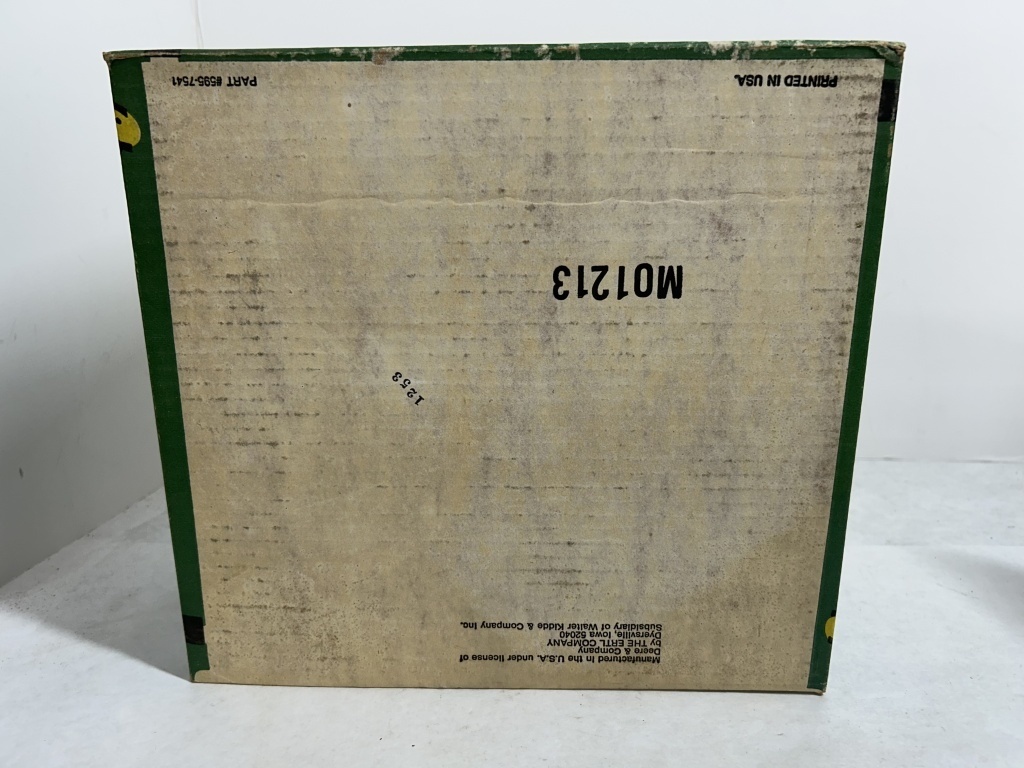 Manufactured in the U.S.A. under license of
Deere & Company
by THE ERTL COMPANY
Dyersville, Iowa 52040
Subsidiary of Walter Kidde & Company Inc.
1253
M01213
PRINTED IN USA.
PART #595-7541